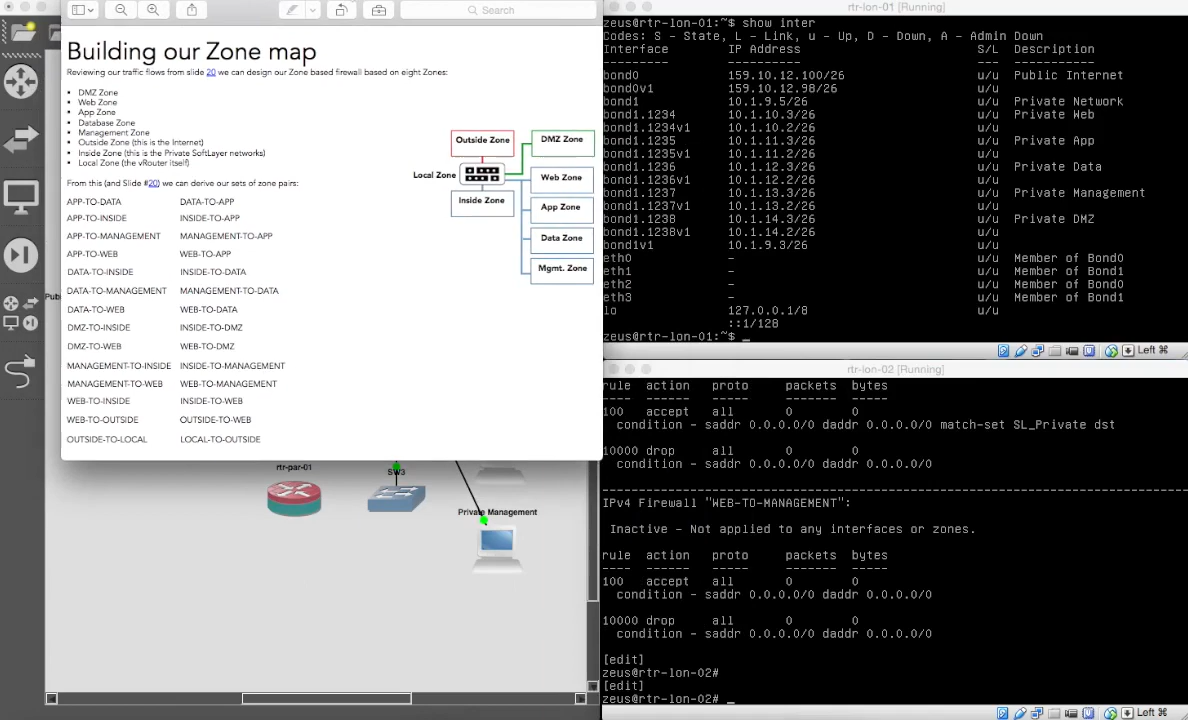 Search
Building our Zone map
Reviewing our traffic flows from slide 20 we can design our Zone based firewall based on eight Zones:
▪ DMZ Zone
▪ Web Zone
▪ App Zone
▪ Database Zone
▪ Management Zone
▪ Outside Zone (this is the Internet)
▪ Inside Zone (this is the Private SoftLayer networks)
▪ Local Zone (the vRouter itself)
From this (and Slide #20) we can derive our sets of zone pairs:
APP-TO-DATA DATA-TO-APP
APP-TO-INSIDE INSIDE-TO-APP
APP-TO-MANAGEMENT MANAGEMENT-TO-APP
APP-TO-WEB WEB-TO-APP
DATA-TO-INSIDE INSIDE-TO-DATA
DATA-TO-MANAGEMENT MANAGEMENT-TO-DATA
DATA-TO-WEB WEB-TO-DATA
DMZ-TO-INSIDE INSIDE-TO-DMZ
DMZ-TO-WEB WEB-TO-DMZ
MANAGEMENT-TO-INSIDE INSIDE-TO-MANAGEMENT
MANAGEMENT-TO-WEB WEB-TO-MANAGEMENT
WEB-TO-INSIDE INSIDE-TO-WEB
WEB-TO-OUTSIDE OUTSIDE-TO-WEB
OUTSIDE-TO-LOCAL LOCAL-TO-OUTSIDE
Outside Zone
DMZ Zone
Local Zone
Web Zone
Inside Zone
App Zone
Data Zone
Mgmt. Zone
rtr-par-01
SW3
Private Management
rtr-lon-01 [Running]
zeus@rtr-lon-01:~$ show inter
Codes: S - State, L - Link, u - Up, D - Down, A - Admin Down
Interface IP Address S/L Description
--------- ---------- --- -----------
bond0 159.10.12.100/26 u/u Public Internet
bond0v1 159.10.12.98/26 u/u
bond1 10.1.9.5/26 u/u Private Network
bond1.1234 10.1.10.3/26 u/u Private Web
bond1.1234v1 10.1.10.2/26 u/u
bond1.1235 10.1.11.3/26 u/u Private App
bond1.1235v1 10.1.11.2/26 u/u
bond1.1236 10.1.12.3/26 u/u Private Data
bond1.1236v1 10.1.12.2/26 u/u
bond1.1237 10.1.13.3/26 u/u Private Management
bond1.1237v1 10.1.13.2/26 u/u
bond1.1238 10.1.14.3/26 u/u Private DMZ
bond1.1238v1 10.1.14.2/26 u/u
bond1v1 10.1.9.3/26 u/u
eth0 - u/u Member of Bond0
eth1 - u/u Member of Bond1
eth2 - u/u Member of Bond0
eth3 - u/u Member of Bond1
lo 127.0.0.1/8 u/u
::1/128
zeus@rtr-lon-01:~$ _
Left ⌘
rtr-lon-02 [Running]
rule action proto packets bytes
---- ------ ----- ------- -----
100 accept all 0 0
condition - saddr 0.0.0.0/0 daddr 0.0.0.0/0 match-set SL_Private dst
10000 drop all 0 0
condition - saddr 0.0.0.0/0 daddr 0.0.0.0/0
IPv4 Firewall "WEB-TO-MANAGEMENT":
Inactive - Not applied to any interfaces or zones.
rule action proto packets bytes
---- ------ ----- ------- -----
100 accept all 0 0
condition - saddr 0.0.0.0/0 daddr 0.0.0.0/0
10000 drop all 0 0
condition - saddr 0.0.0.0/0 daddr 0.0.0.0/0
[edit]
zeus@rtr-lon-02#
[edit]
zeus@rtr-lon-02# _
Left ⌘